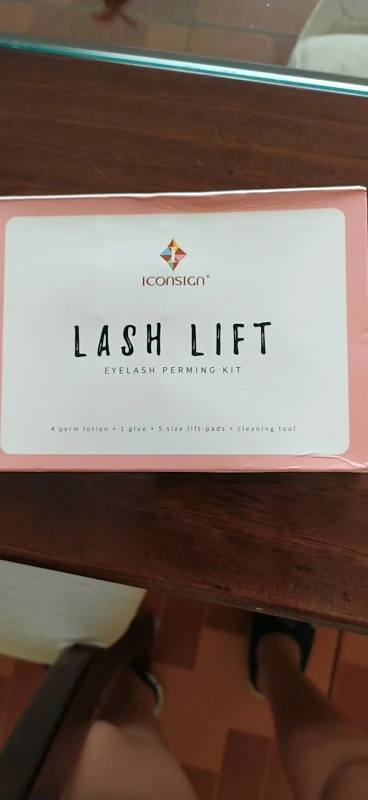 ICONSIGN®
LASH LIFT
EYELASH PERMING KIT
4 perm lotion + 1 glue + 5 size lift-pads + cleaning tool